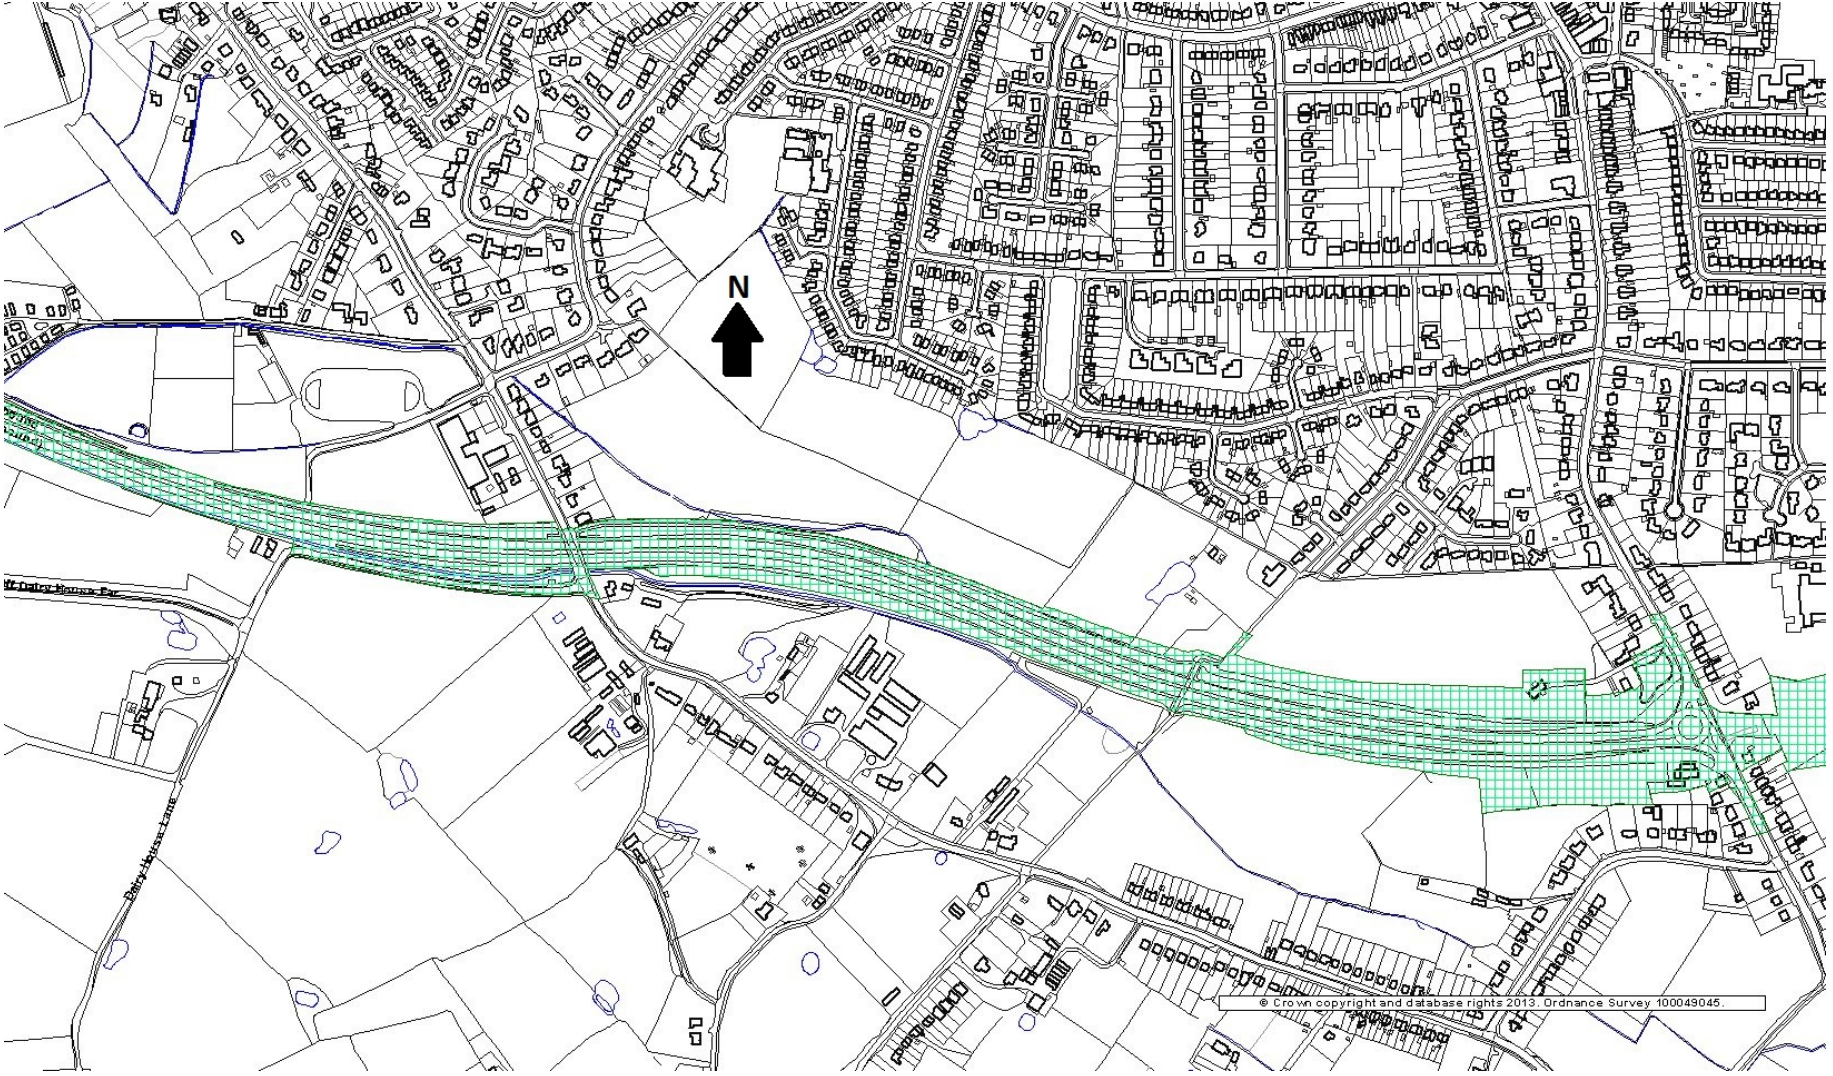 N
Dairy House Lane
© Crown copyright and database rights 2013. Ordnance Survey 100049045.